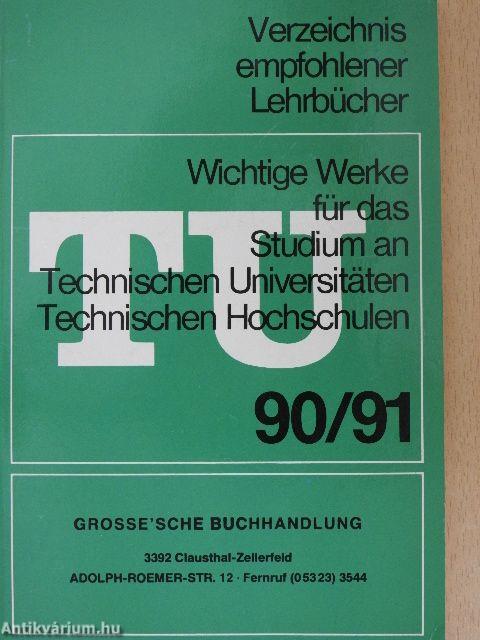 Verzeichnis
empfohlener
Lehrbücher
Wichtige Werke
für das
Studium an
Technischen Universitäten
Technischen Hochschulen
TU
90/91
GROSSE'SCHE BUCHHANDLUNG
3392 Clausthal-Zellerfeld
ADOLPH-ROEMER-STR. 12 · Fernruf (05323) 3544
Antikvárium.hu